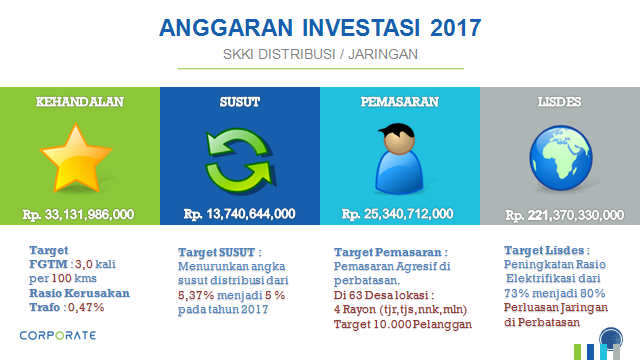 ANGGARAN INVESTASI 2017
SKKI DISTRIBUSI / JARINGAN
KEHANDALAN
Rp. 33,131,986,000
SUSUT
Rp. 13,740,644,000
PEMASARAN
Rp. 25,340,712,000
LISDES
Rp. 221,370,330,000
Target
FGTM : 3,0 kali
per 100 kms
Rasio Kerusakan
Trafo : 0,47%
Target SUSUT :
Menurunkan angka
susut distribusi dari
5,37% menjadi 5 %
pada tahun 2017
Target Pemasaran :
Pemasaran Agresif di
perbatasan.
Di 63 Desa lokasi :
4 Rayon (tjr,tjs,nnk,mln)
Target 10.000 Pelanggan
Target Lisdes :
Peningkatan Rasio
Elektrifikasi dari
73% menjadi 80%
Perluasan Jaringan
di Perbatasan
CORPORATE